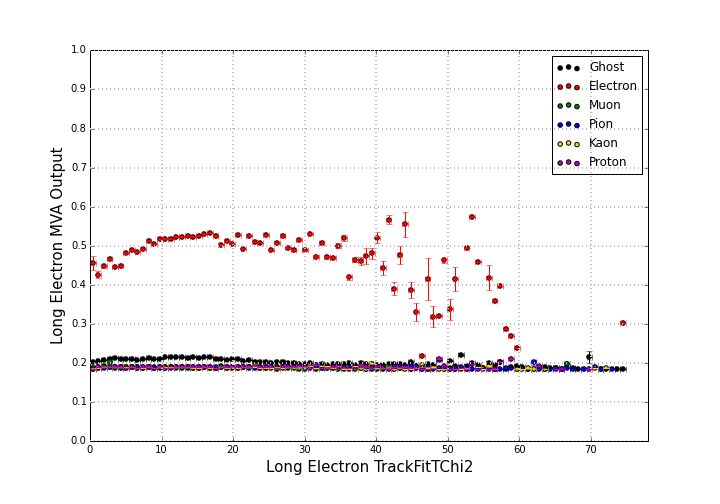 1.0
0.9
0.8
0.7
0.6
0.5
0.4
0.3
0.2
0.1
0.0
Long Electron MVA Output
Ghost
Electron
Muon
Pion
Kaon
Proton
0 10 20 30 40 50 60 70
Long Electron TrackFitTChi2